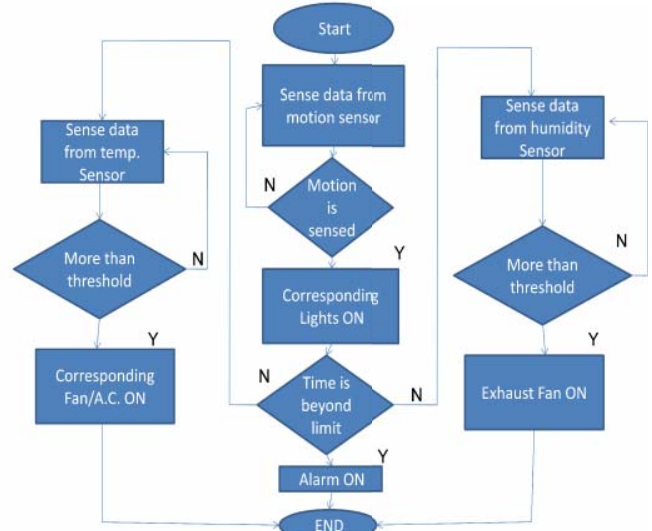 Start
Sense data from
motion sensor
Sense data
from temp.
Sensor
Sense data
from humidity
Sensor
N
Motion
is
sensed
Y
N
More than
threshold
N
More than
threshold
Corresponding
Lights ON
Y
Y
Corresponding
Fan/A.C. ON
N
Time is
beyond
limit
N
Exhaust Fan ON
Y
Alarm ON
END